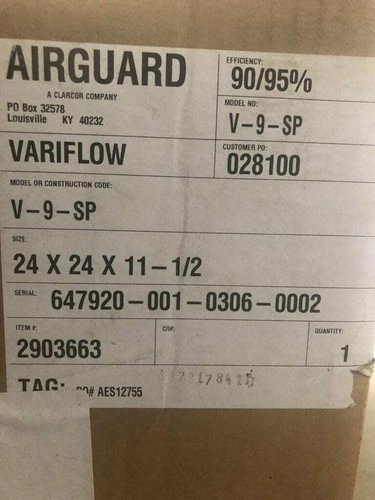 AIRGUARD
A CLARCOR COMPANY
PO Box 32578
Louisville KY 40232
EFFICIENCY:
90/95%
MODEL NO:
V-9-SP
VARIFLOW
CUSTOMER PO:
028100
MODEL OR CONSTRUCTION CODE:
V-9-SP
SIZE:
24 X 24 X 11-1/2
SERIAL: 647920-001-0306-0002
ITEM #:
2903663
C/M#:
QUANTITY:
1
TAG: PO# AES12755